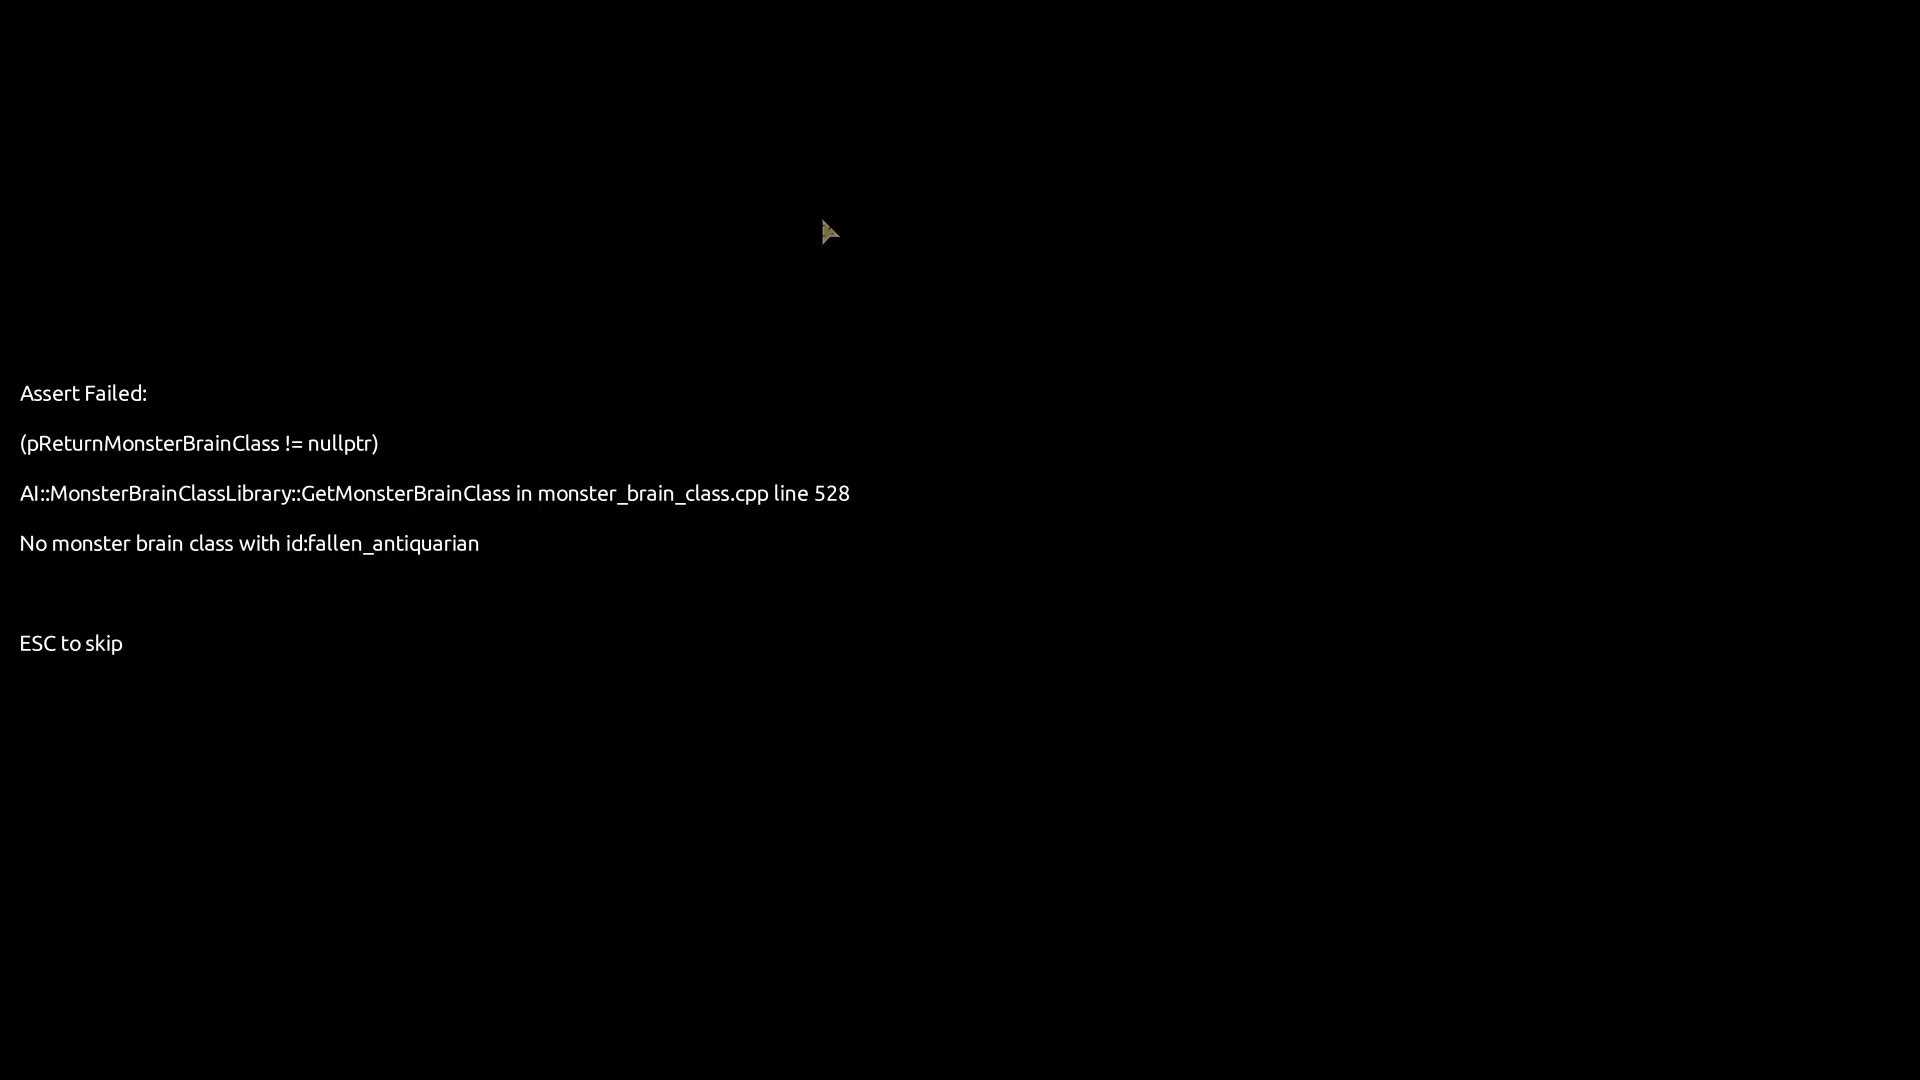 Assert Failed:
(pReturnMonsterBrainClass != nullptr)
AI::MonsterBrainClassLibrary::GetMonsterBrainClass in monster_brain_class.cpp line 528
No monster brain class with id:fallen_antiquarian
ESC to skip